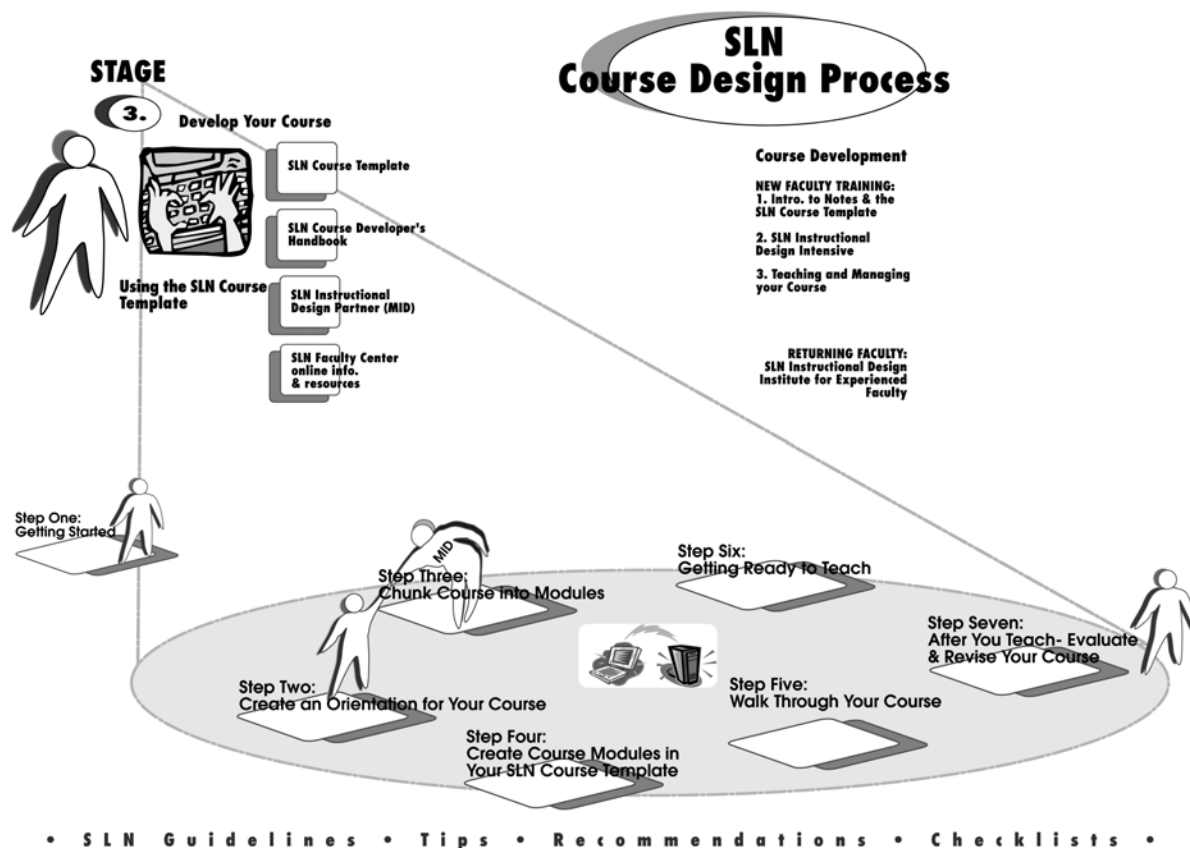 SLN
Course Design Process
STAGE
3.
Develop Your Course
SLN Course Template
SLN Course Developer's
Handbook
Using the SLN Course
Template
SLN Instructional
Design Partner (MID)
SLN Faculty Center
online info.
& resources
Course Development
NEW FACULTY TRAINING:
1. Intro. to Notes & the
SLN Course Template
2. SLN Instructional
Design Intensive
3. Teaching and Managing
your Course
RETURNING FACULTY:
SLN Instructional Design
Institute for Experienced
Faculty
Step One:
Getting Started
MID
Step Three:
Chunk Course into Modules
Step Six:
Getting Ready to Teach
Step Seven:
After You Teach- Evaluate
& Revise Your Course
Step Two:
Create an Orientation for Your Course
Step Five:
Walk Through Your Course
Step Four:
Create Course Modules in
Your SLN Course Template
• SLN Guidelines • Tips • Recommendations • Checklists •